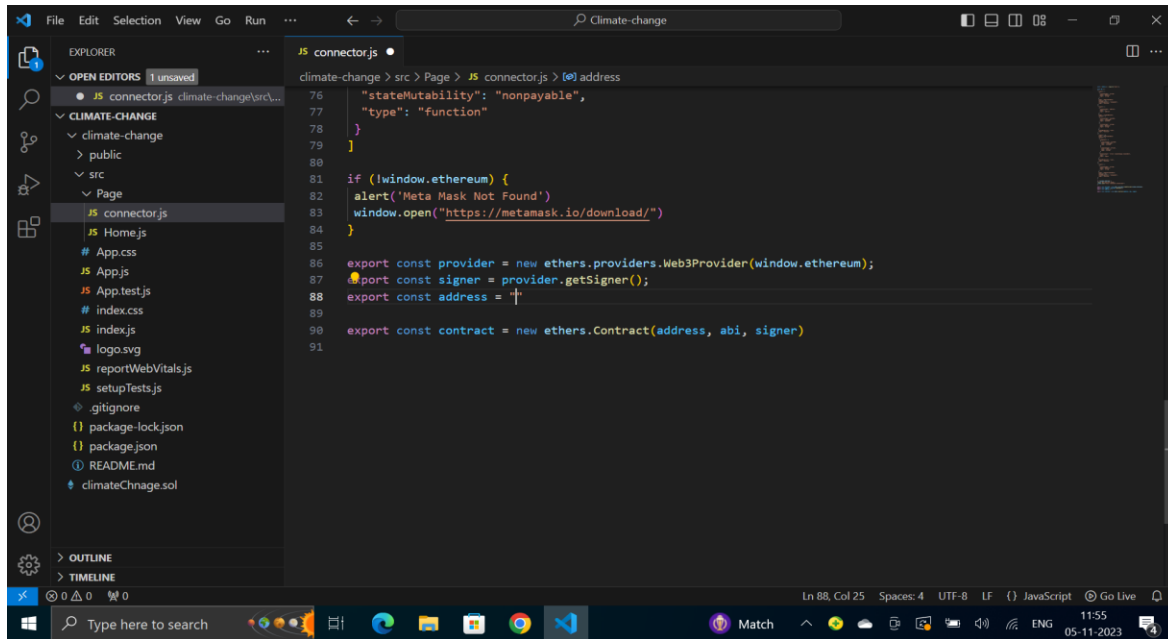 File Edit Selection View Go Run ··· Climate-change
EXPLORER ···
OPEN EDITORS 1 unsaved
JS connector.js climate-change\src\...
CLIMATE-CHANGE
climate-change
public
src
Page
JS connector.js
JS Home.js
# App.css
JS App.js
JS App.test.js
# index.css
JS index.js
logo.svg
JS reportWebVitals.js
JS setupTests.js
.gitignore
{} package-lock.json
{} package.json
README.md
climateChnage.sol
OUTLINE
TIMELINE
JS connector.js
climate-change > src > Page > JS connector.js > address
76 "stateMutability": "nonpayable",
77 "type": "function"
78 }
79 ]
80
81 if (!window.ethereum) {
82 alert('Meta Mask Not Found')
83 window.open("https://metamask.io/download/")
84 }
85
86 export const provider = new ethers.providers.Web3Provider(window.ethereum);
87 export const signer = provider.getSigner();
88 export const address = ""
89
90 export const contract = new ethers.Contract(address, abi, signer)
91
0 0 0 Ln 88, Col 25 Spaces: 4 UTF-8 LF {} JavaScript Go Live
Type here to search Match ENG 11:55
05-11-2023 4